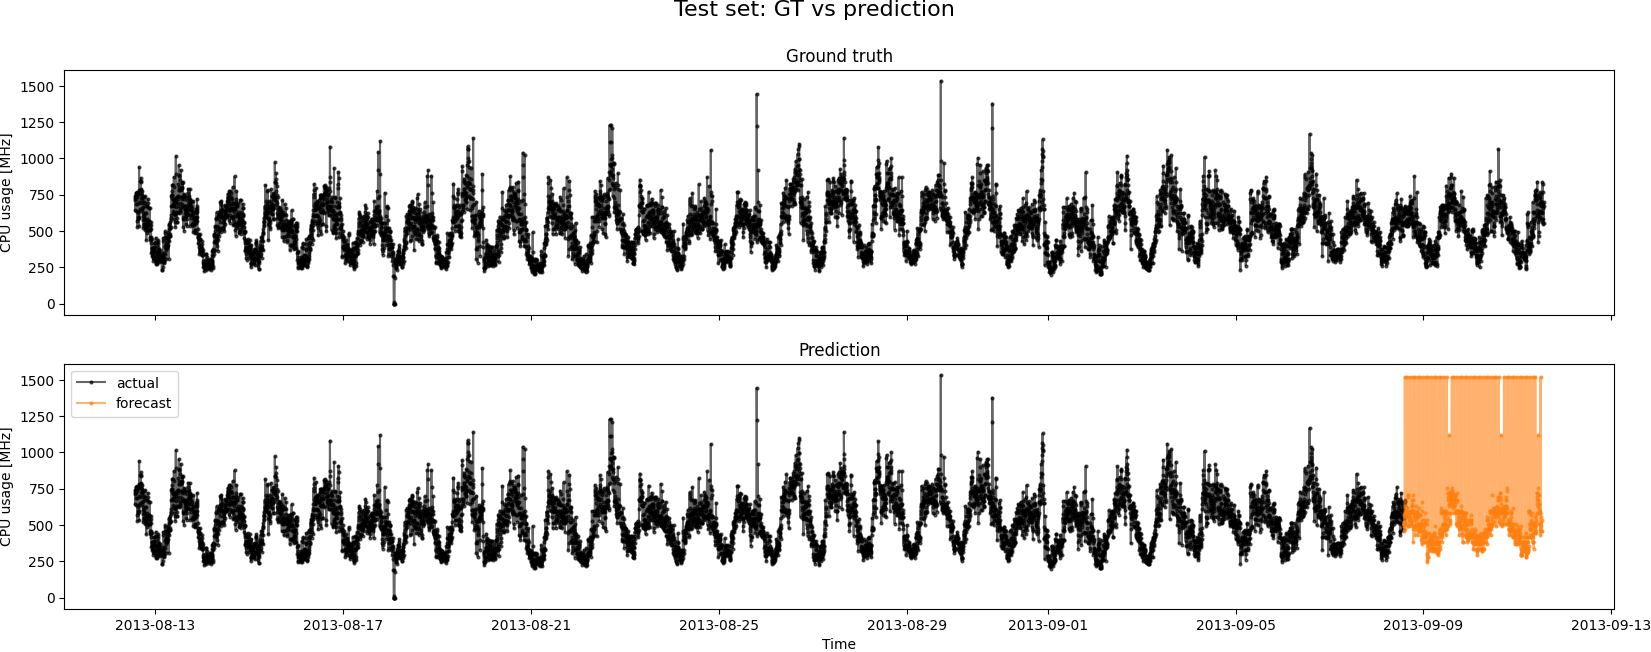 Test set: GT vs prediction
Ground truth
CPU usage [MHz]
1500
1250
1000
750
500
250
0
Prediction
actual
forecast
CPU usage [MHz]
1500
1250
1000
750
500
250
0
2013-08-13 2013-08-17 2013-08-21 2013-08-25 2013-08-29 2013-09-01 2013-09-05 2013-09-09 2013-09-13
Time